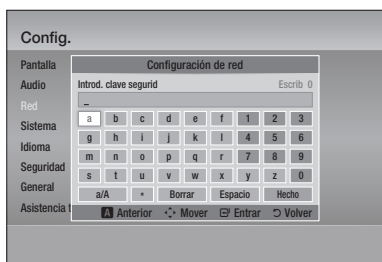 Config.
Pantalla
Audio
Red
Sistema
Idioma
Seguridad
General
Asistencia t
Configuración de red
Introd. clave segurid Escrib 0
_
a b c d e f 1 2 3
g h i j k l 4 5 6
m n o p q r 7 8 9
s t u v w x y z 0
a/A * Borrar Espacio Hecho
A Anterior Mover Entrar Volver